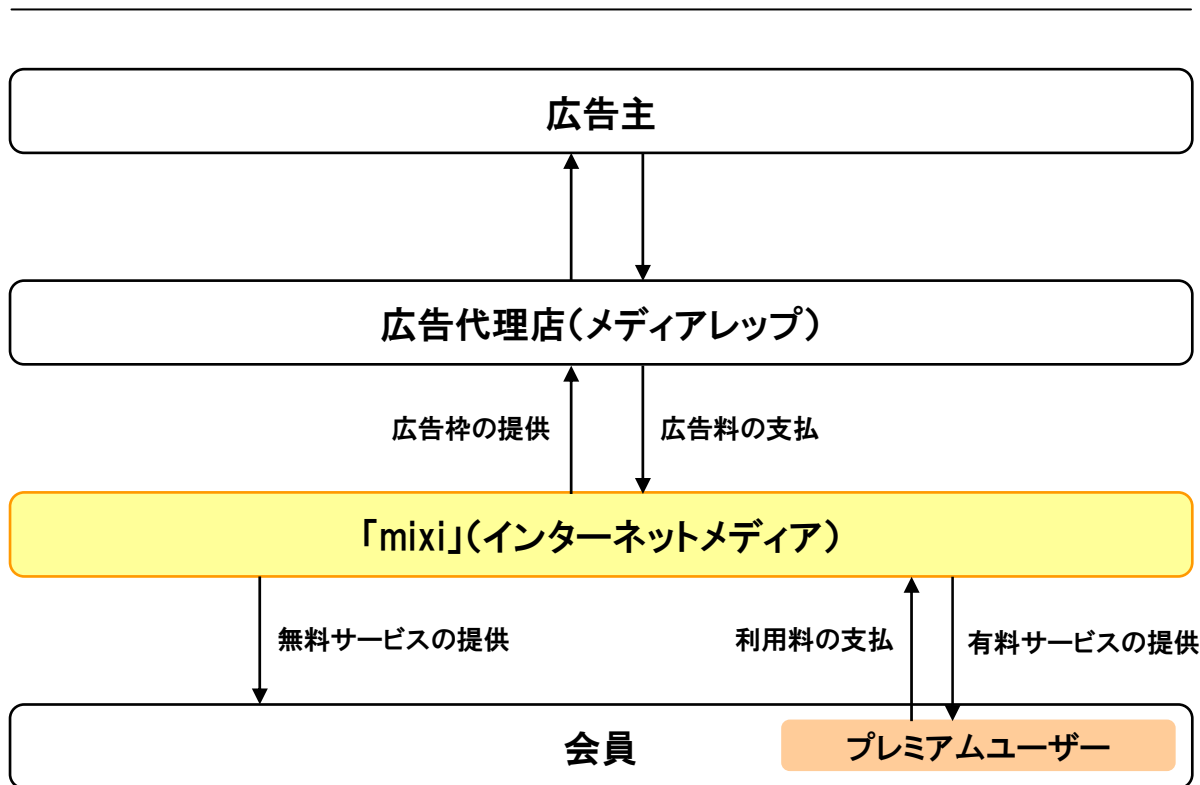 広告主
広告代理店(メディアレップ)
広告枠の提供
広告料の支払
「mixi」(インターネットメディア)
無料サービスの提供
利用料の支払
有料サービスの提供
会員
プレミアムユーザー